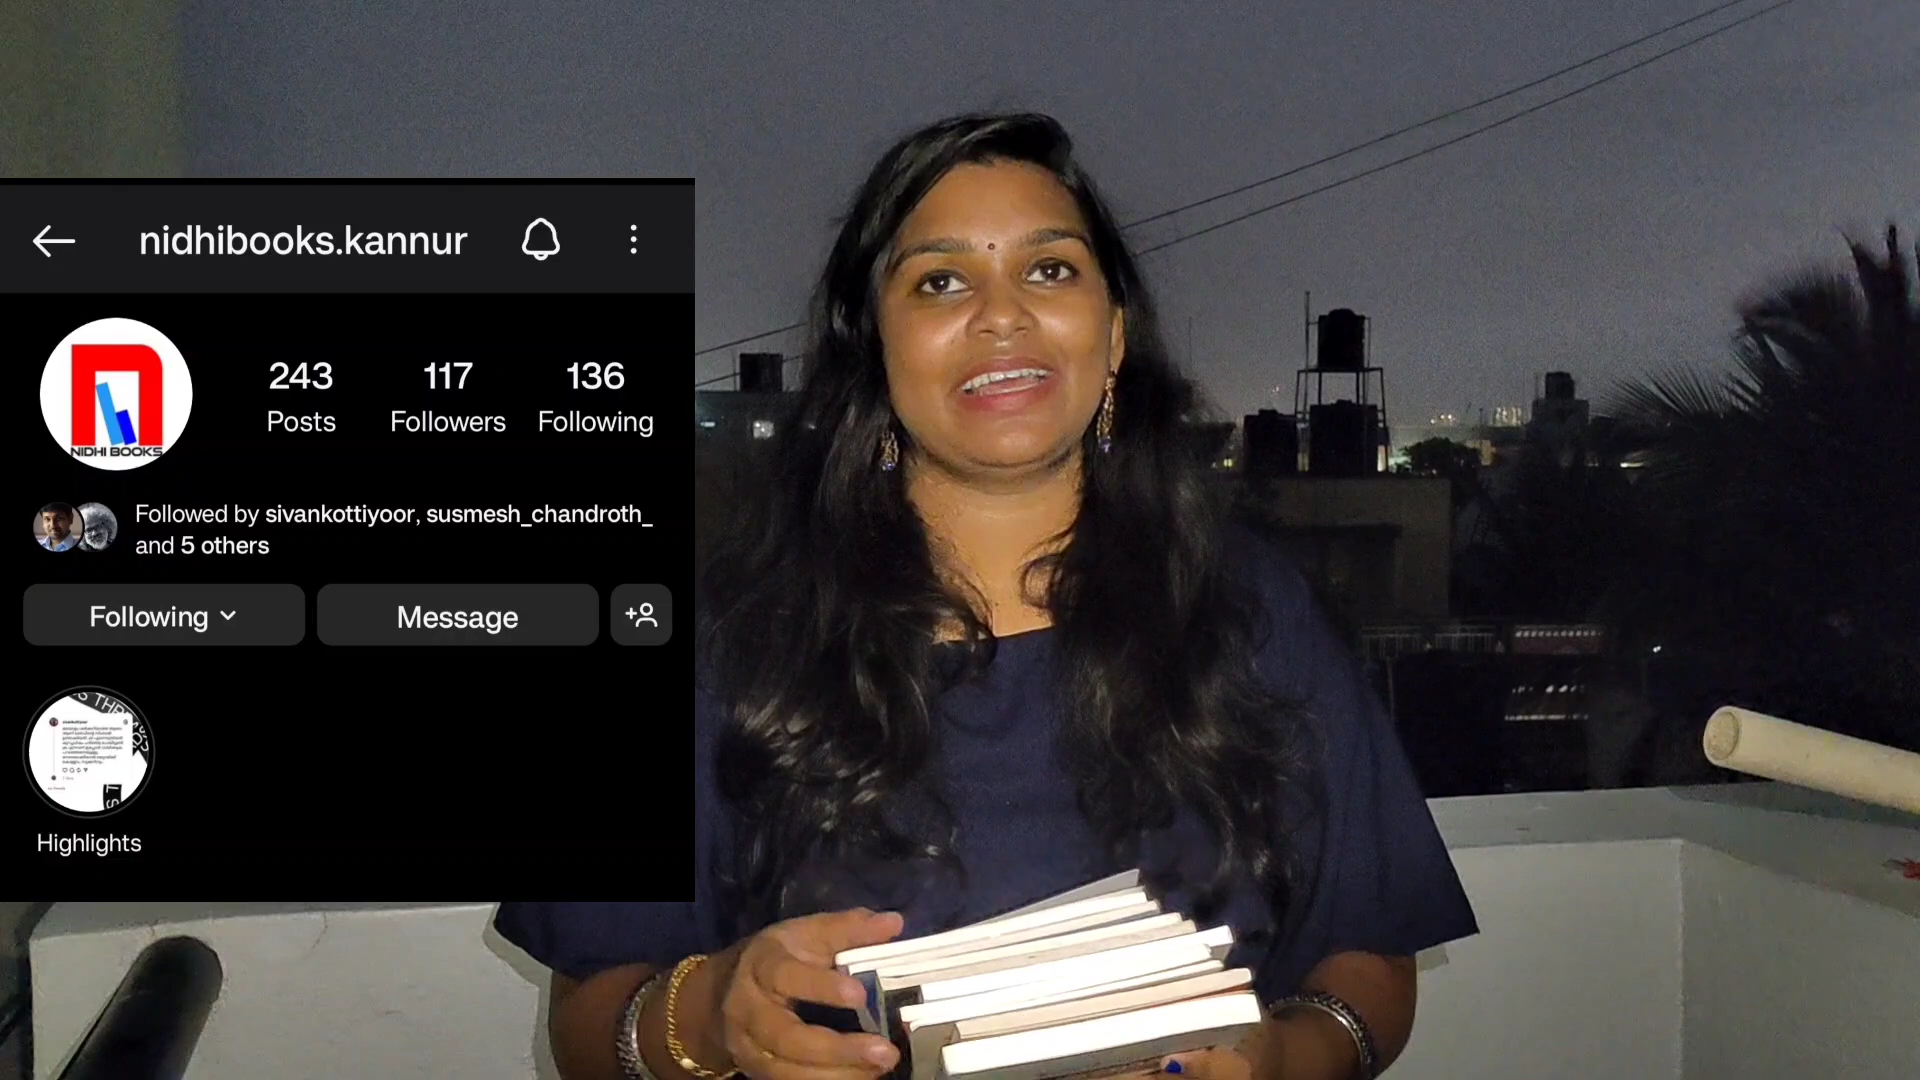 nidhibooks.kannur
243
117
136
Posts
Followers
Following
NIDHI BOOKS
Followed by sivankottiyoor, susmesh_chandroth_
and 5 others
Following
Message
Highlights